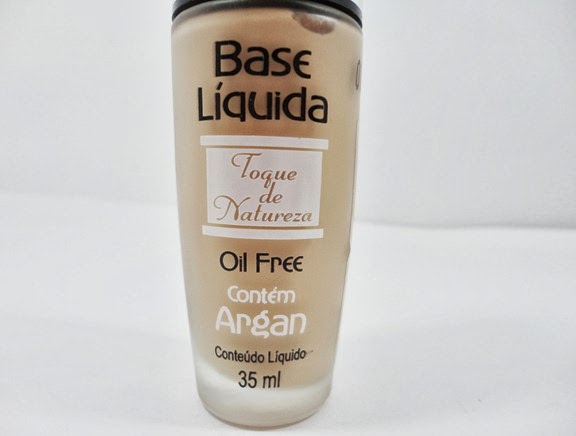 Base
Líquida
Toque
de
Natureza
Oil Free
Contém
Argan
Conteúdo Líquido
35 ml